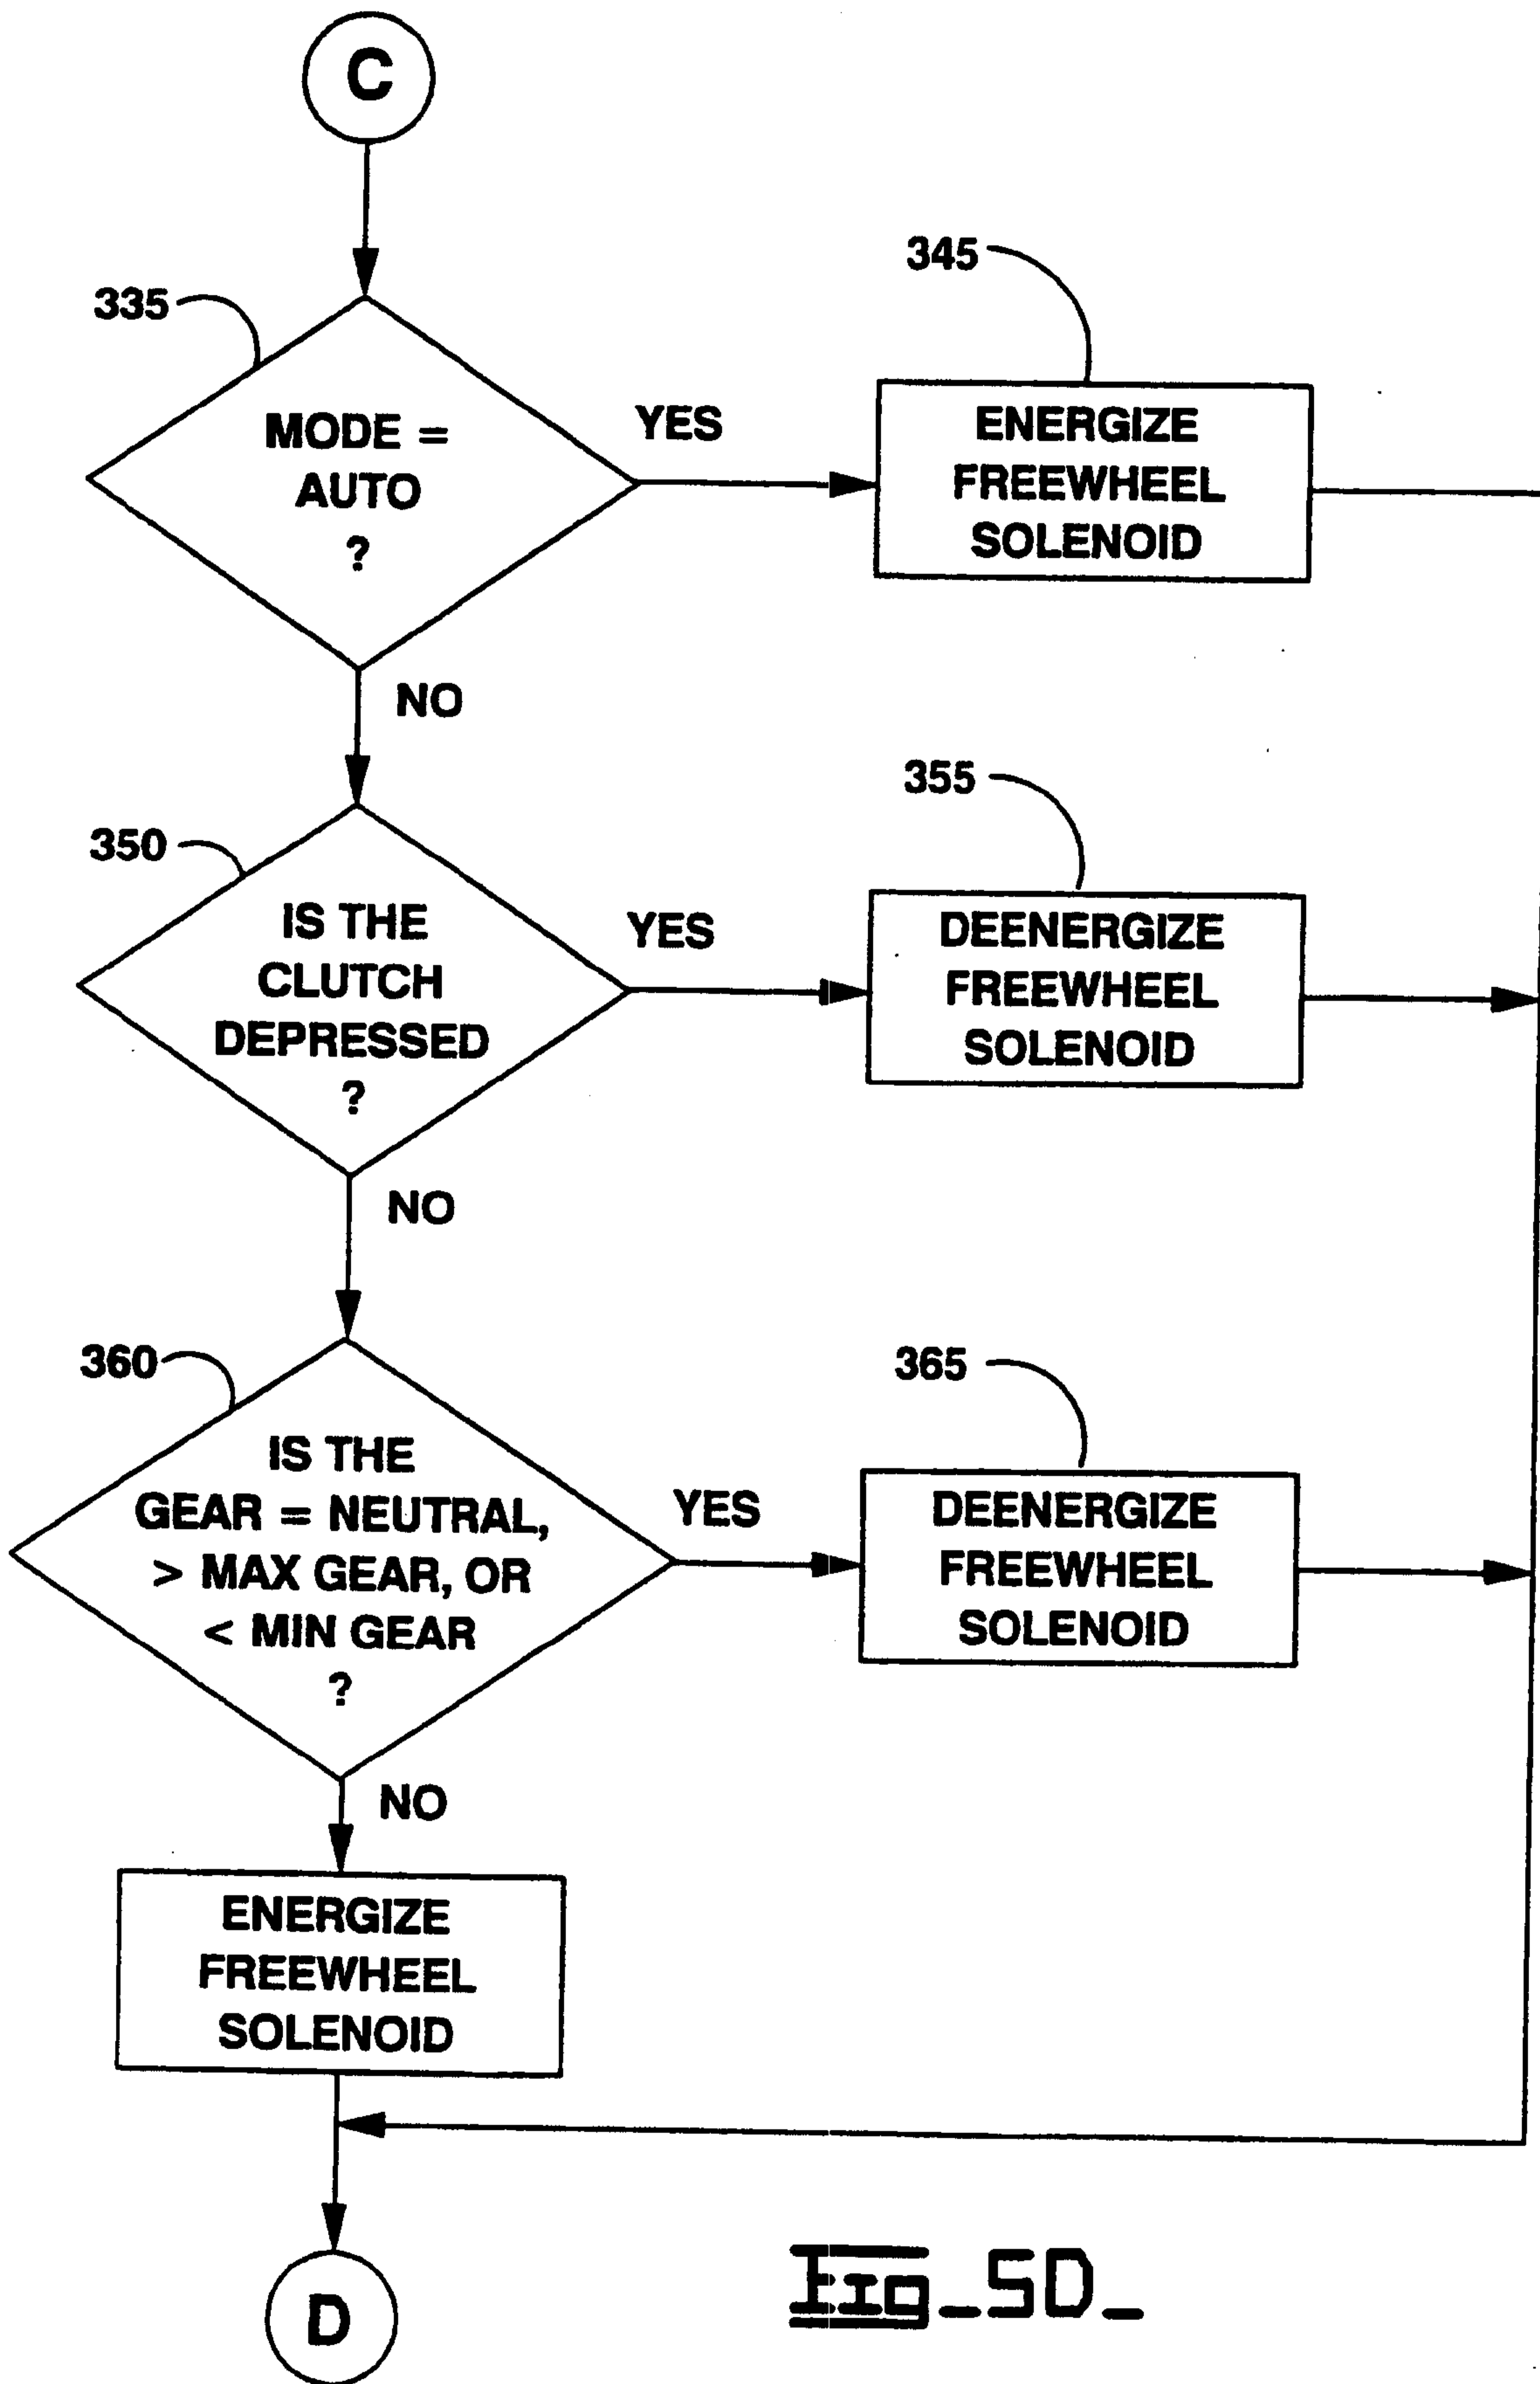 C
335
MODE =
AUTO
?
YES
345
ENERGIZE
FREEWHEEL
SOLENOID
NO
350
IS THE
CLUTCH
DEPRESSED
?
YES
355
DEENERGIZE
FREEWHEEL
SOLENOID
NO
360
IS THE
GEAR = NEUTRAL,
> MAX GEAR, OR
< MIN GEAR
?
YES
365
DEENERGIZE
FREEWHEEL
SOLENOID
NO
ENERGIZE
FREEWHEEL
SOLENOID
D
Fig_5D_